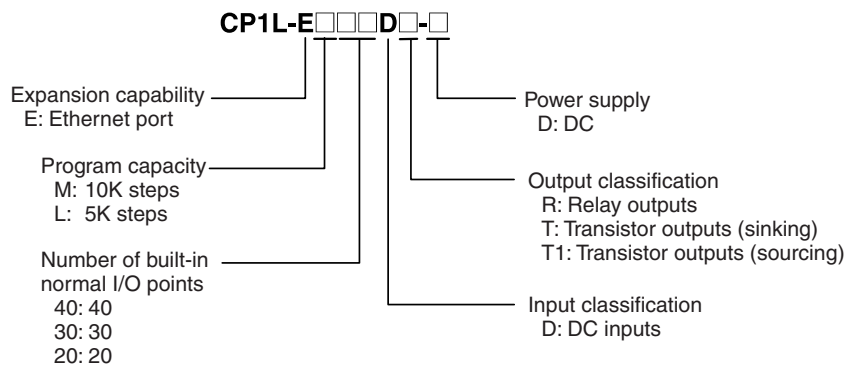 CP1L-E□□□D□-□
Expansion capability
E: Ethernet port
Program capacity
M: 10K steps
L: 5K steps
Number of built-in
normal I/O points
40: 40
30: 30
20: 20
Power supply
D: DC
Output classification
R: Relay outputs
T: Transistor outputs (sinking)
T1: Transistor outputs (sourcing)
Input classification
D: DC inputs